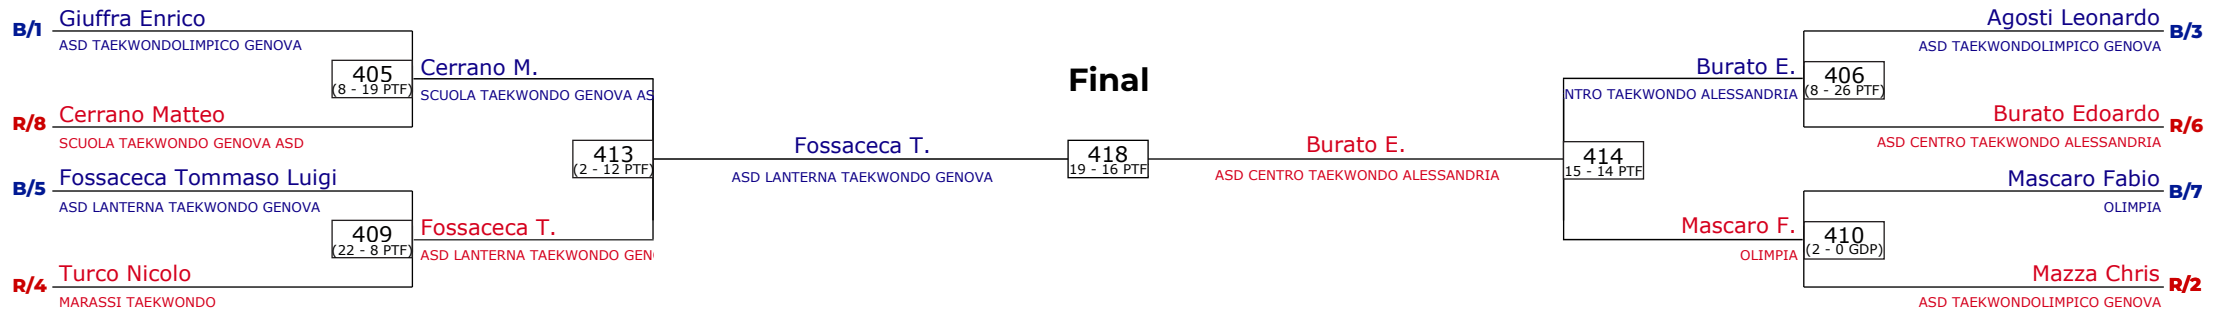 B/1
Giuffra Enrico
ASD TAEKWONDOLIMPICO GENOVA
405
(8 - 19 PTF)
R/8
Cerrano Matteo
SCUOLA TAEKWONDO GENOVA ASD
B/5
Fossaceca Tommaso Luigi
ASD LANTERNA TAEKWONDO GENOVA
409
(22 - 8 PTF)
R/4
Turco Nicolo
MARASSI TAEKWONDO
Cerrano M.
SCUOLA TAEKWONDO GENOVA AS
413
(2 - 12 PTF)
Fossaceca T.
ASD LANTERNA TAEKWONDO GEN
Final
Fossaceca T.
ASD LANTERNA TAEKWONDO GENOVA
418
19 - 16 PTF
Burato E.
ASD CENTRO TAEKWONDO ALESSANDRIA
Burato E.
NTRO TAEKWONDO ALESSANDRIA
414
15 - 14 PTF
Mascaro F.
OLIMPIA
Agosti Leonardo
B/3
ASD TAEKWONDOLIMPICO GENOVA
406
(8 - 26 PTF)
Burato Edoardo
R/6
ASD CENTRO TAEKWONDO ALESSANDRIA
Mascaro Fabio
B/7
OLIMPIA
410
(2 - 0 GDP)
Mazza Chris
R/2
ASD TAEKWONDOLIMPICO GENOVA